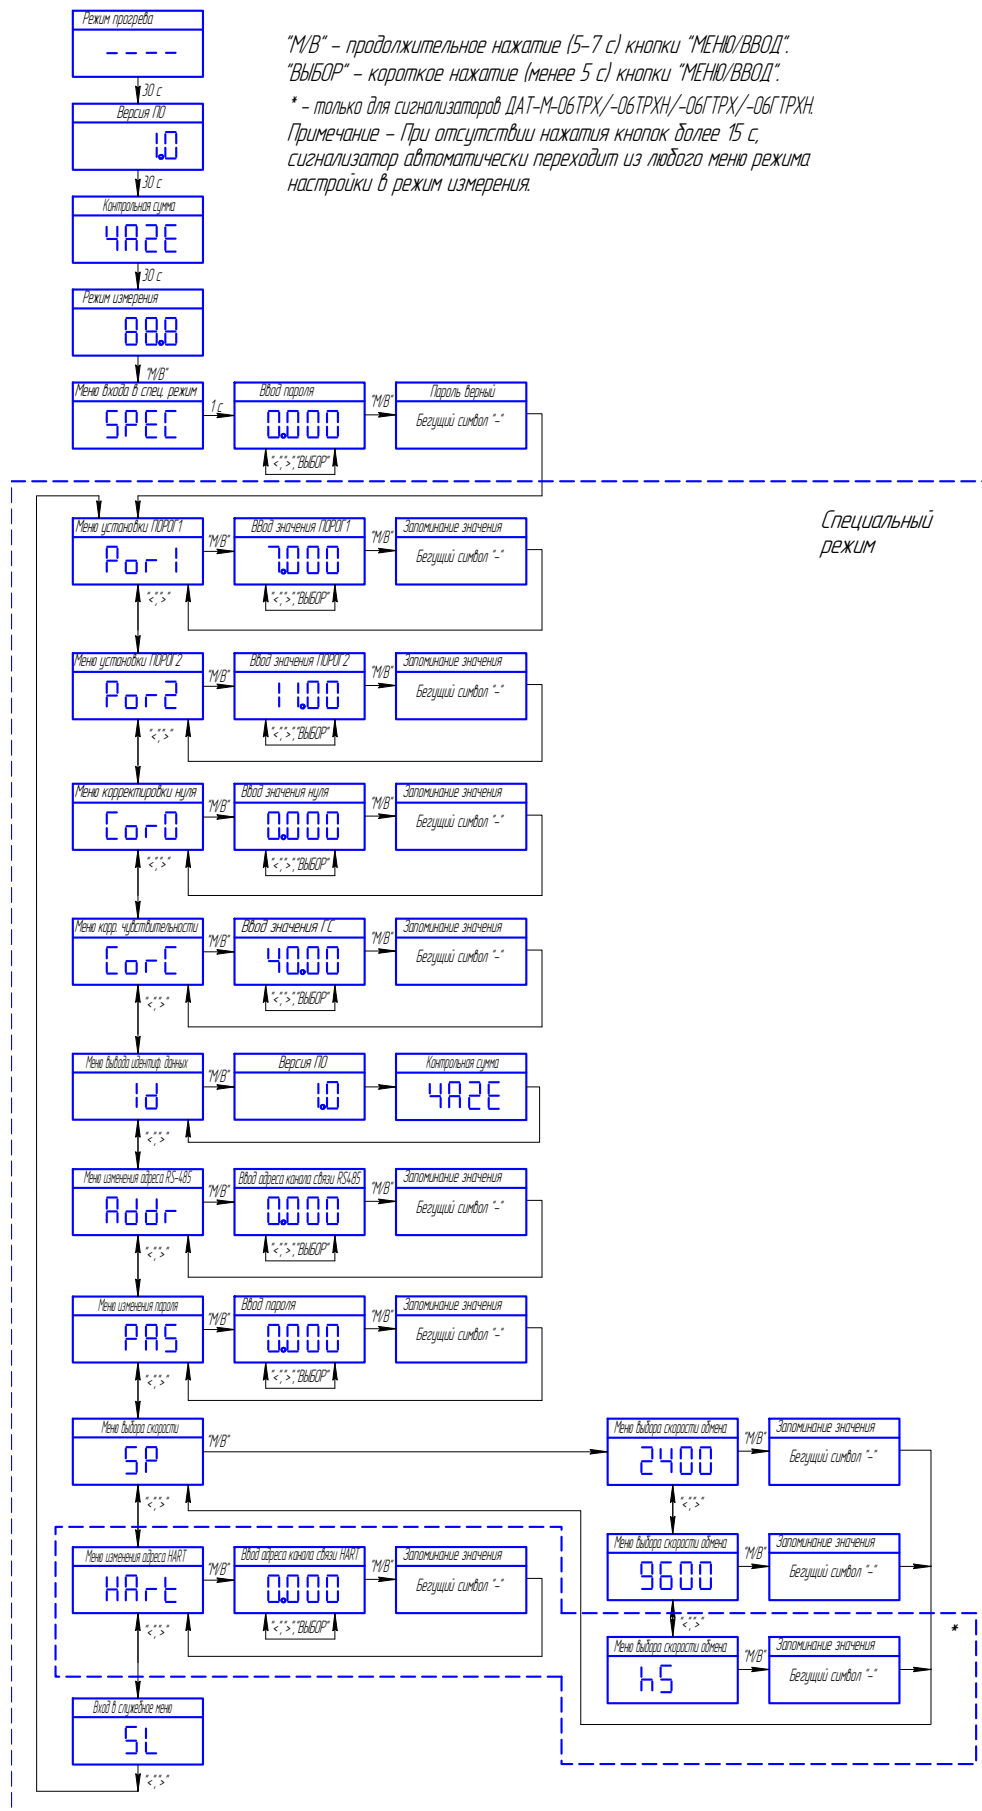 Режим прогрева
- - - -
"М/В" – продолжительное нажатие (5–7 с) кнопки "МЕНЮ/ВВОД".
"ВЫБОР" – короткое нажатие (менее 5 с) кнопки "МЕНЮ/ВВОД".
* – только для сигнализаторов ДАТ-М-06ТРХ/-06ТРХН/-06ГТРХ/-06ГТРХН.
Примечание – При отсутствии нажатия кнопок более 15 с,
сигнализатор автоматически переходит из любого меню режима
настройки в режим измерения.
30 с
Версия ПО
1.0
30 с
Контрольная сумма
4A2E
30 с
Режим измерения
88.8
"М/В"
Меню входа в спец. режим
SPEC
1 с
Ввод пароля
0.000
"<",">","ВЫБОР"
"М/В"
Пароль верный
Бегущий символ "-"
Специальный
режим
Меню установки ПОРОГ1
Por1
"М/В"
ВВод значения ПОРОГ1
7.000
"<",">","ВЫБОР"
"М/В"
Запоминание значения
Бегущий символ "-"
"<",">"
Меню установки ПОРОГ2
Por2
"М/В"
Ввод значения ПОРОГ2
11.00
"<",">","ВЫБОР"
"М/В"
Запоминание значения
Бегущий символ "-"
"<",">"
Меню корректировки нуля
Cor0
"М/В"
Ввод значения нуля
0.000
"<",">","ВЫБОР"
"М/В"
Запоминание значения
Бегущий символ "-"
"<",">"
Меню корр. чувствительности
CorC
"М/В"
Ввод значения ГС
40.00
"<",">","ВЫБОР"
"М/В"
Запоминание значения
Бегущий символ "-"
"<",">"
Меню вывода идентиф. данных
Id
"М/В"
Версия ПО
1.0
Контрольная сумма
4A2E
"<",">"
Меню изменения адреса RS-485
Addr
"М/В"
Ввод адреса канала связи RS485
0.000
"<",">","ВЫБОР"
"М/В"
Запоминание значения
Бегущий символ "-"
"<",">"
Меню изменения пароля
PAS
"М/В"
Ввод пароля
0.000
"<",">","ВЫБОР"
"М/В"
Запоминание значения
Бегущий символ "-"
"<",">"
Меню выбора скорости
SP
"М/В"
Меню выбора скорости обмена
2400
"М/В"
Запоминание значения
Бегущий символ "-"
"<",">"
"<",">"
Меню изменения адреса HART
HArt
"М/В"
Ввод адреса канала связи HART
0.000
"<",">","ВЫБОР"
"М/В"
Запоминание значения
Бегущий символ "-"
Меню выбора скорости обмена
9600
"М/В"
Запоминание значения
Бегущий символ "-"
"<",">"
"<",">"
*
Меню выбора скорости обмена
hS
"М/В"
Запоминание значения
Бегущий символ "-"
Вход в служебное меню
SL
"<",">"